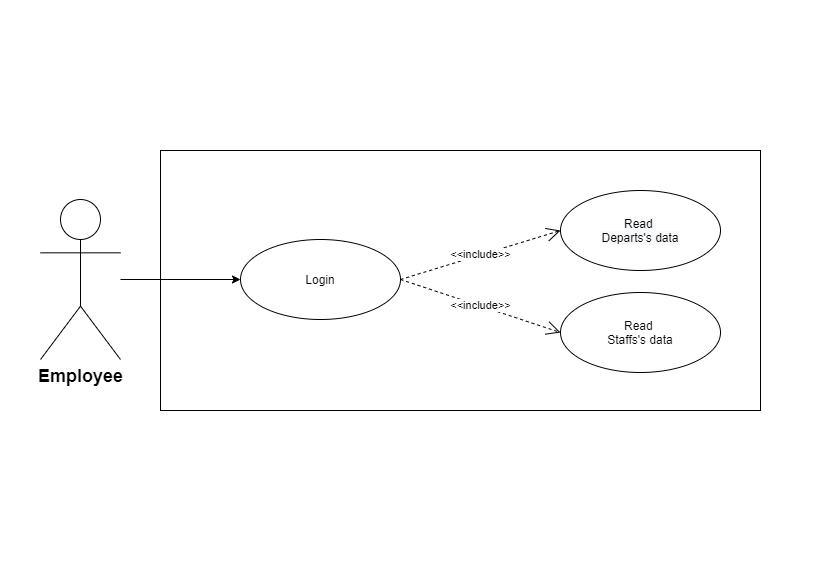 Read
Departs's data
<<include>>
Login
<<include>>
Read
Staffs's data
Employee